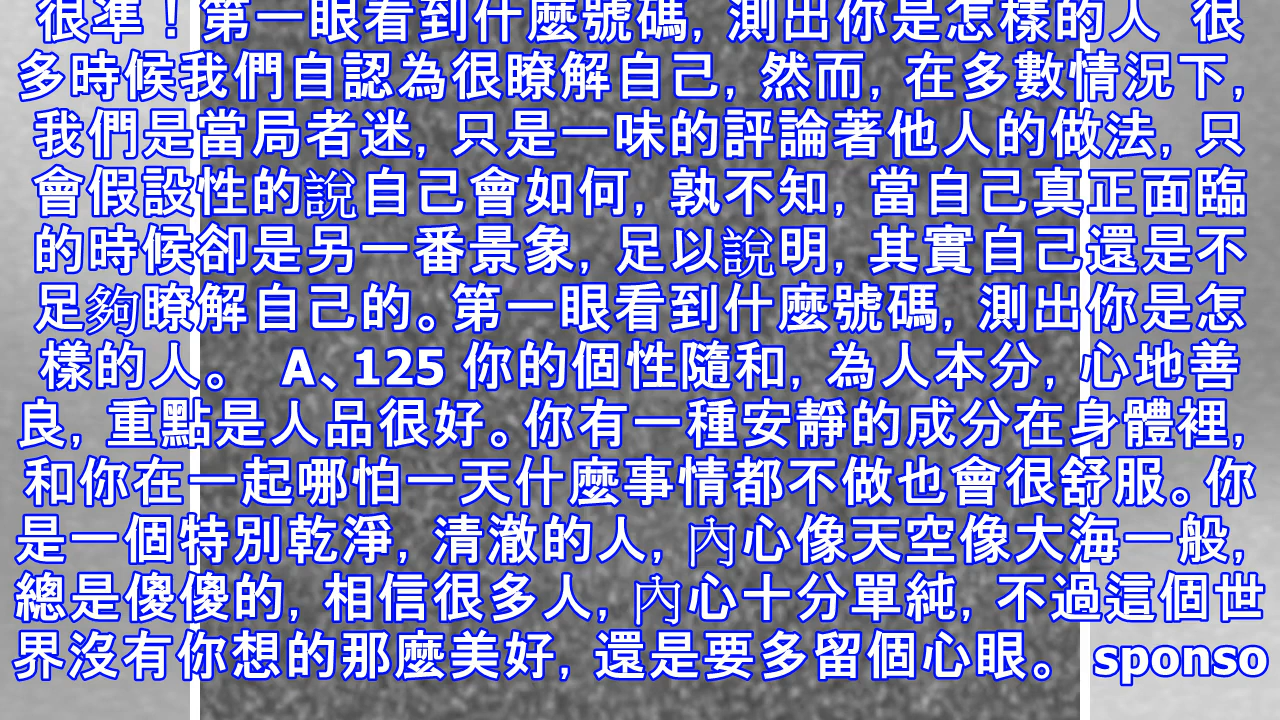 很準！第一眼看到什麼號碼, 測出你是怎樣的人 很
多時候我們自認為很瞭解自己, 然而, 在多數情況下,
我們是當局者迷, 只是一味的評論著他人的做法, 只
會假設性的說自己會如何, 孰不知, 當自己真正面臨
的時候卻是另一番景象, 足以說明, 其實自己還是不
足夠瞭解自己的。第一眼看到什麼號碼, 測出你是怎
樣的人。 A、125 你的個性隨和, 為人本分, 心地善
良, 重點是人品很好。你有一種安靜的成分在身體裡,
和你在一起哪怕一天什麼事情都不做也會很舒服。你
是一個特別乾淨, 清澈的人, 內心像天空像大海一般,
總是傻傻的, 相信很多人, 內心十分單純, 不過這個世
界沒有你想的那麼美好, 還是要多留個心眼。 sponso